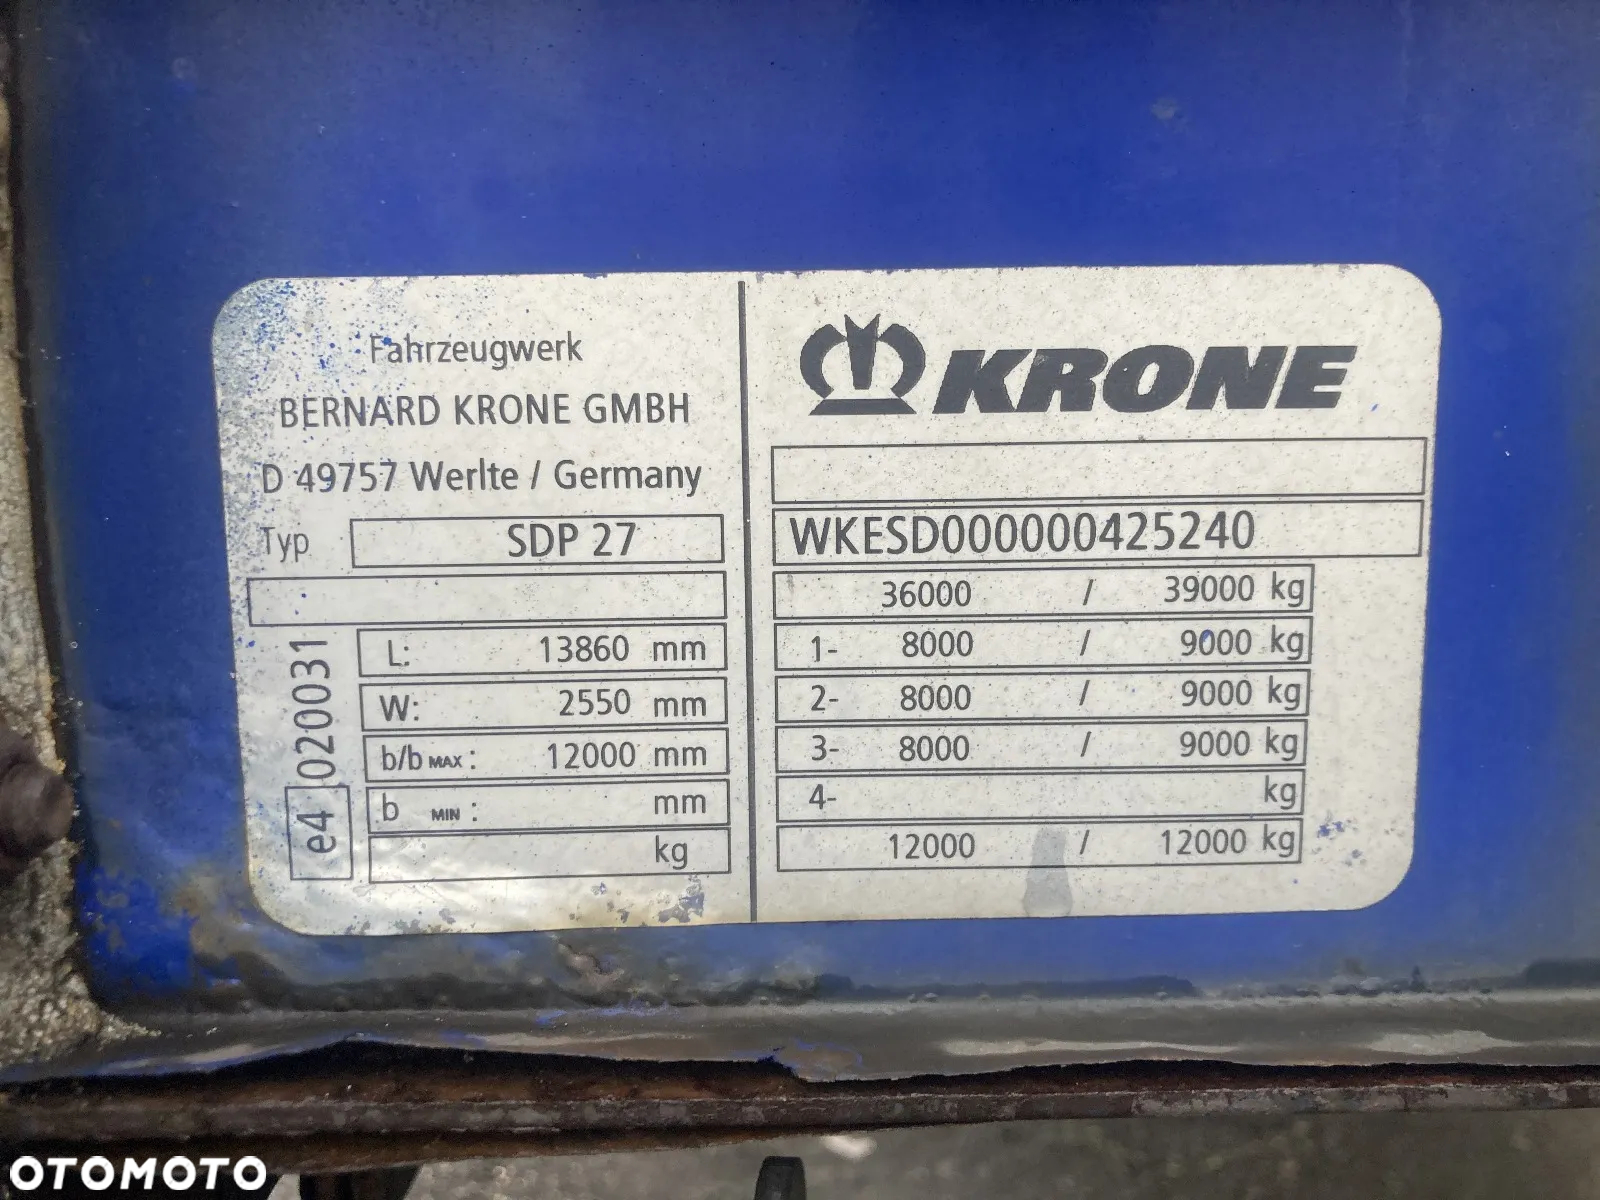 Fahrzeugwerk
BERNARD KRONE GMBH
D 49757 Werlte / Germany
Typ SDP 27
L: 13860 mm
W: 2550 mm
b/b MAX: 12000 mm
b MIN : mm
kg
e4 020031
KRONE
WKESD000000425240
36000 / 39000 kg
1- 8000 / 9000 kg
2- 8000 / 9000 kg
3- 8000 / 9000 kg
4- kg
12000 / 12000 kg
OTOMOTO